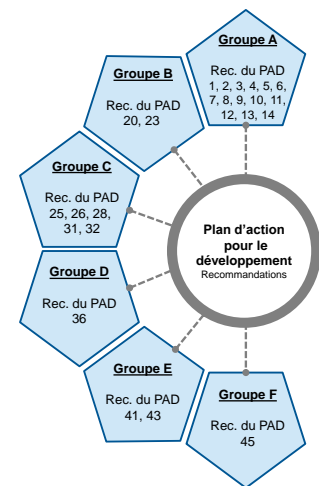 Groupe A
Rec. du PAD
1, 2, 3, 4, 5, 6,
7, 8, 9, 10, 11,
12, 13, 14
Groupe B
Rec. du PAD
20, 23
Groupe C
Rec. du PAD
25, 26, 28,
31, 32
Plan d’action
pour le
développement
Recommandations
Groupe D
Rec. du PAD
36
Groupe E
Rec. du PAD
41, 43
Groupe F
Rec. du PAD
45